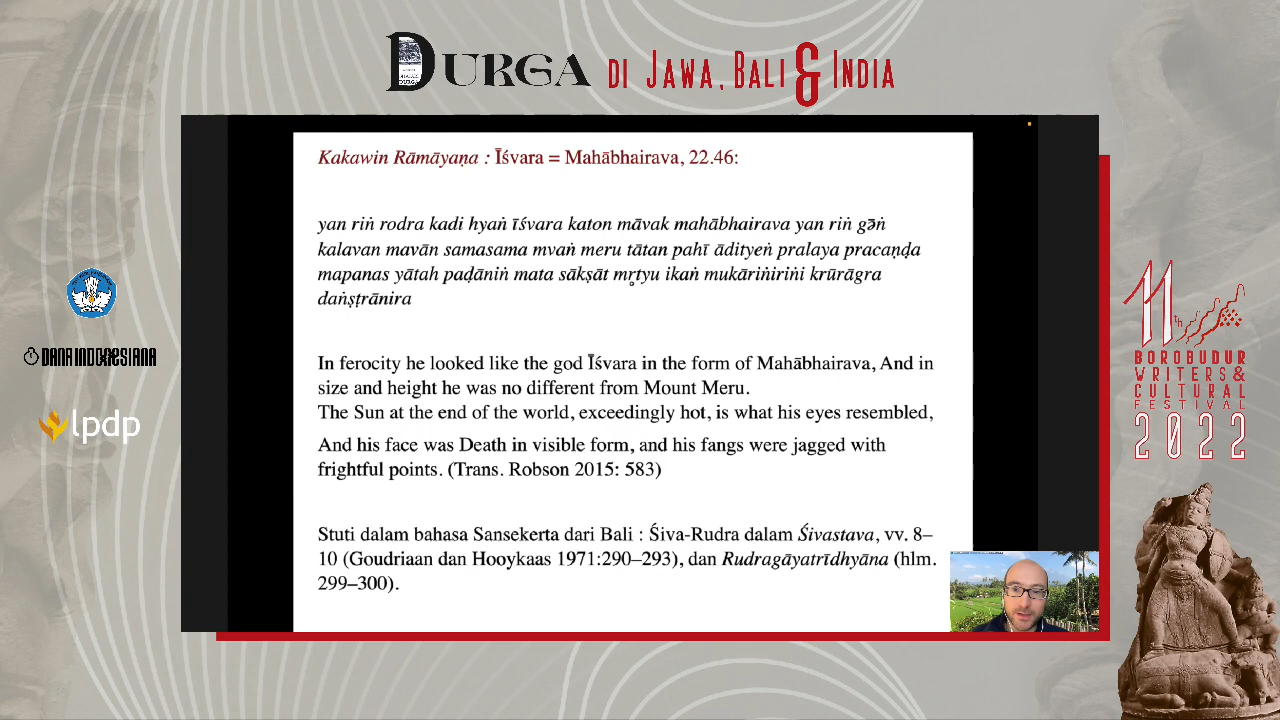 DURGA DI JAWA, BALI & INDIA
Kakawin Rāmāyaṇa : Īśvara = Mahābhairava, 22.46:
yan riṅ rodra kadi hyaṅ īśvara katon māvak mahābhairava yan riṅ gə̄ṅ
kalavan mavān samasama mvaṅ meru tātan pahī ādityeṅ pralaya pracaṇḍa
mapanas yātah paḍāniṅ mata sākṣāt mr̥tyu ikaṅ mukāriṅiriṅi krūrāgra
daṅṣṭrānira
In ferocity he looked like the god Īśvara in the form of Mahābhairava, And in
size and height he was no different from Mount Meru.
The Sun at the end of the world, exceedingly hot, is what his eyes resembled,
And his face was Death in visible form, and his fangs were jagged with
frightful points. (Trans. Robson 2015: 583)
Stuti dalam bahasa Sansekerta dari Bali : Śiva-Rudra dalam Śivastava, vv. 8–
10 (Goudriaan dan Hooykaas 1971:290–293), dan Rudragāyatrīdhyāna (hlm.
299–300).
DANA INDONESIANA
lpdp
11th
BOROBUDUR
WRITERS &
CULTURAL
FESTIVAL
2022